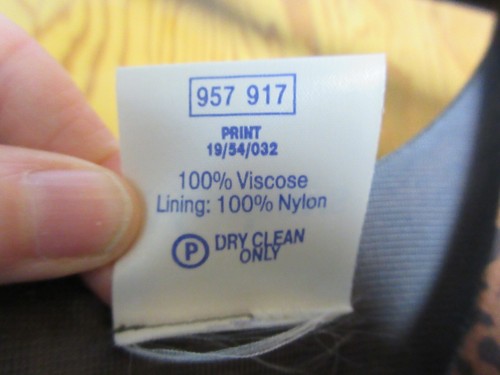 957 917
PRINT
19/54/032
100% Viscose
Lining: 100% Nylon
P DRY CLEAN
ONLY